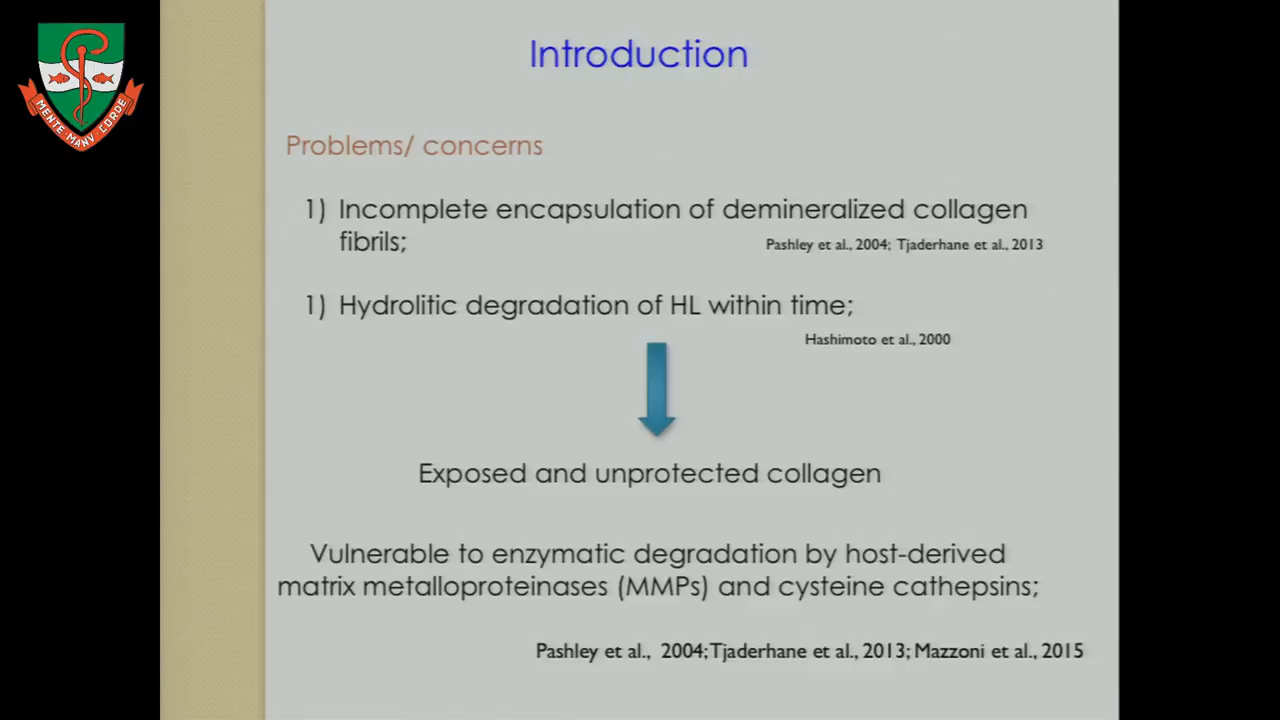 MENTE MANV CORDE
Introduction
Problems/ concerns
1) Incomplete encapsulation of demineralized collagen
fibrils;
Pashley et al., 2004; Tjaderhane et al., 2013
1) Hydrolitic degradation of HL within time;
Hashimoto et al., 2000
Exposed and unprotected collagen
Vulnerable to enzymatic degradation by host-derived
matrix metalloproteinases (MMPs) and cysteine cathepsins;
Pashley et al., 2004;Tjaderhane et al., 2013; Mazzoni et al., 2015